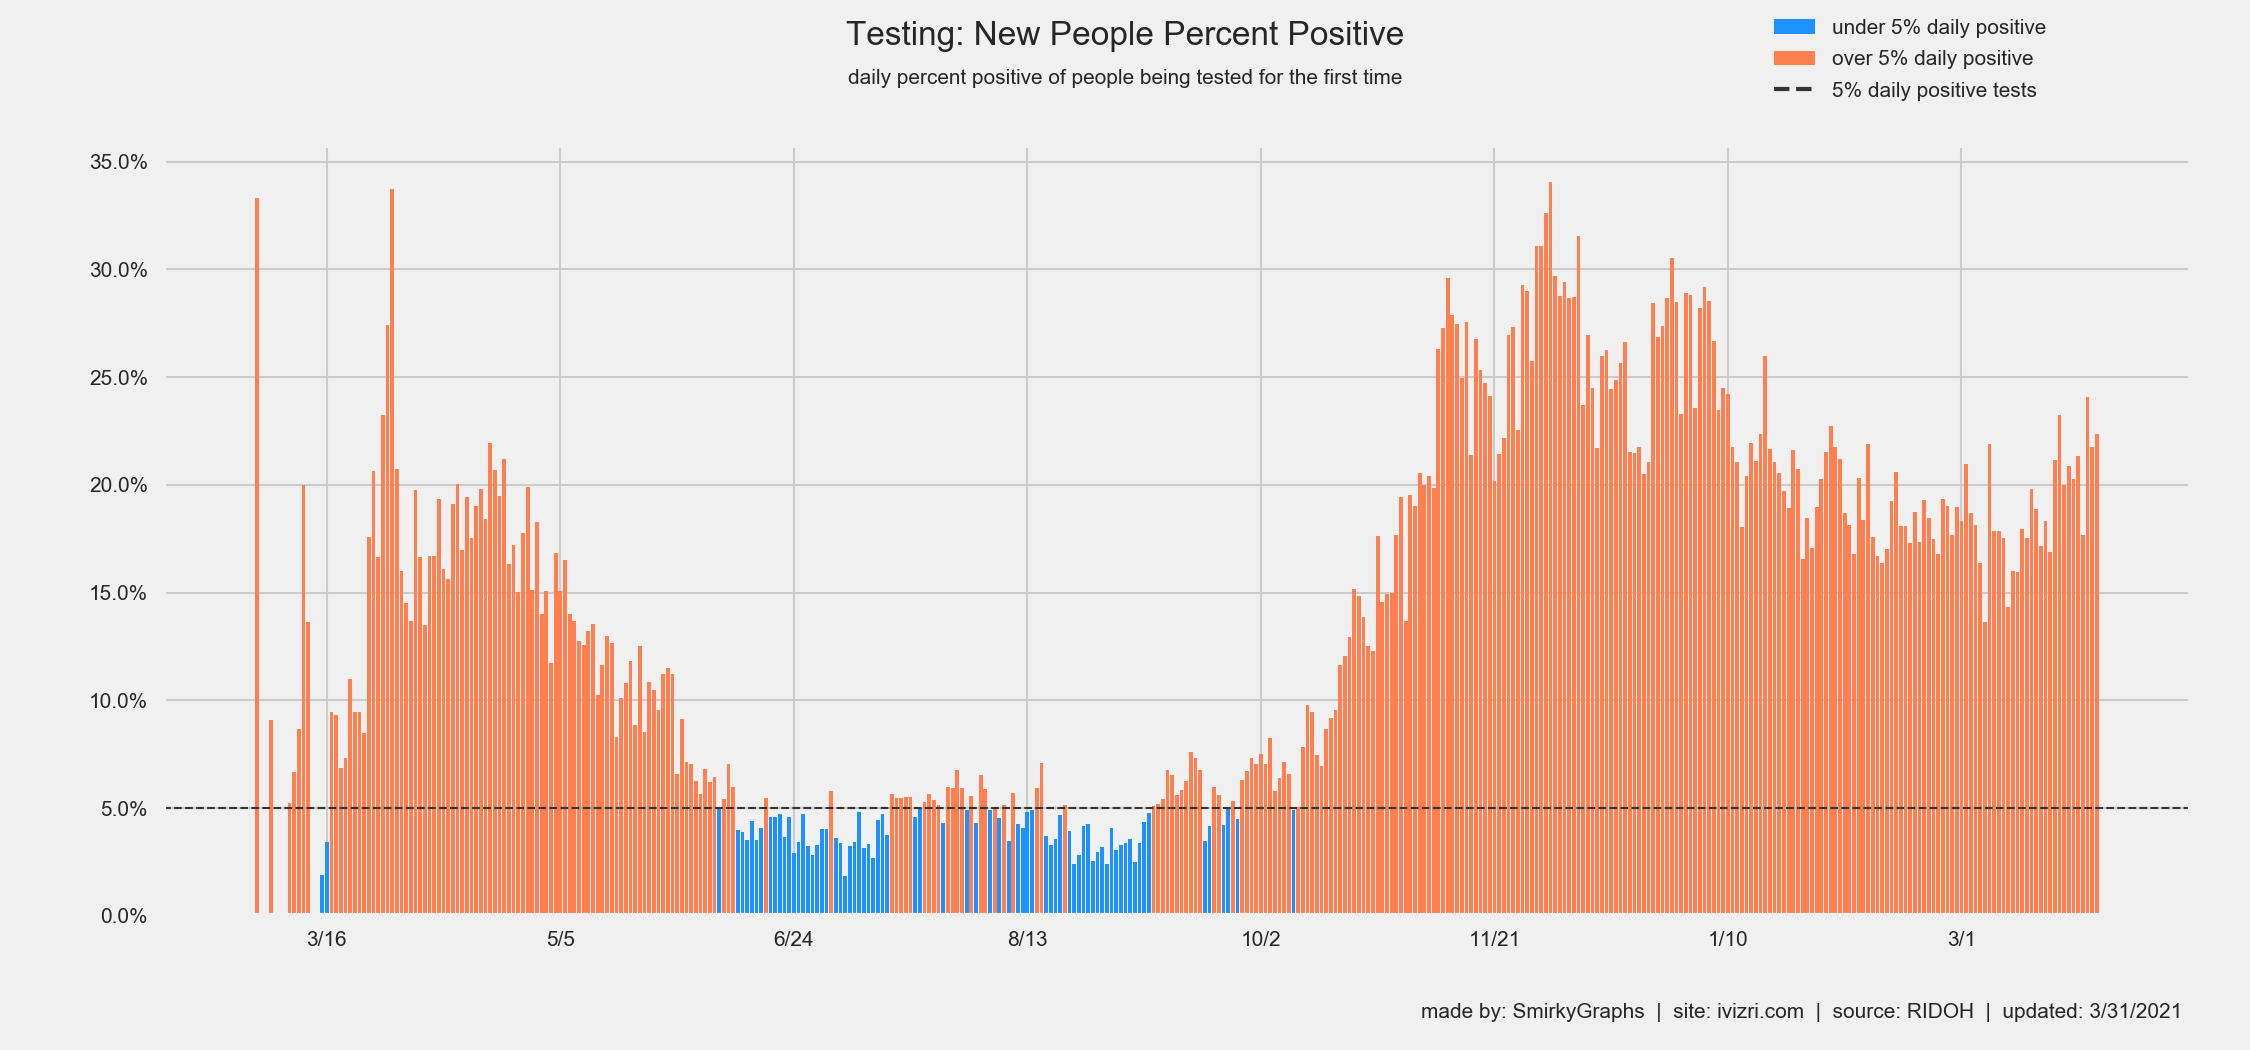 Testing: New People Percent Positive
daily percent positive of people being tested for the first time
under 5% daily positive
over 5% daily positive
5% daily positive tests
35.0%
30.0%
25.0%
20.0%
15.0%
10.0%
5.0%
0.0%
3/16 5/5 6/24 8/13 10/2 11/21 1/10 3/1
made by: SmirkyGraphs | site: ivizri.com | source: RIDOH | updated: 3/31/2021